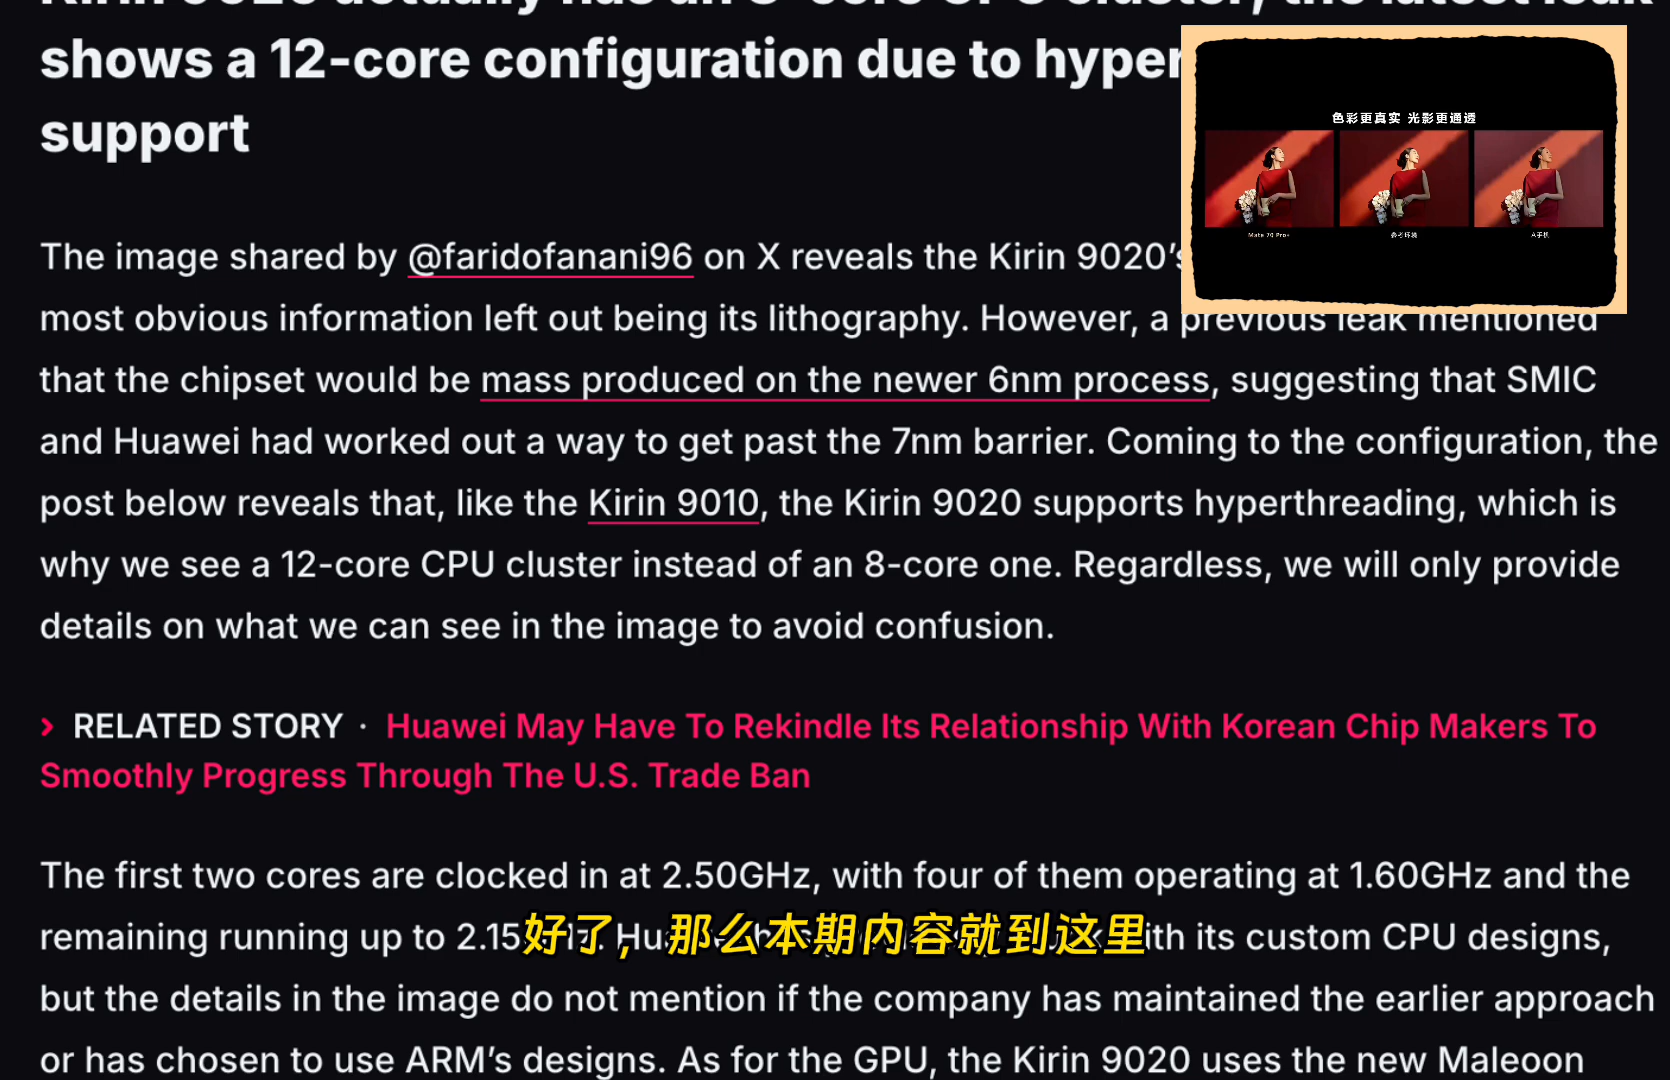 shows a 12-core configuration due to hyper
support
色彩更真实 光影更通透
Mate 70 Pro+
参考环境
A手机
The image shared by @faridofanani96 on X reveals the Kirin 9020's
most obvious information left out being its lithography. However, a previous leak mentioned
that the chipset would be mass produced on the newer 6nm process, suggesting that SMIC
and Huawei had worked out a way to get past the 7nm barrier. Coming to the configuration, the
post below reveals that, like the Kirin 9010, the Kirin 9020 supports hyperthreading, which is
why we see a 12-core CPU cluster instead of an 8-core one. Regardless, we will only provide
details on what we can see in the image to avoid confusion.
› RELATED STORY · Huawei May Have To Rekindle Its Relationship With Korean Chip Makers To
Smoothly Progress Through The U.S. Trade Ban
The first two cores are clocked in at 2.50GHz, with four of them operating at 1.60GHz and the
remaining running up to 2.15 with its custom CPU designs,
好了，那么本期内容就到这里
but the details in the image do not mention if the company has maintained the earlier approach
or has chosen to use ARM's designs. As for the GPU, the Kirin 9020 uses the new Maleoon